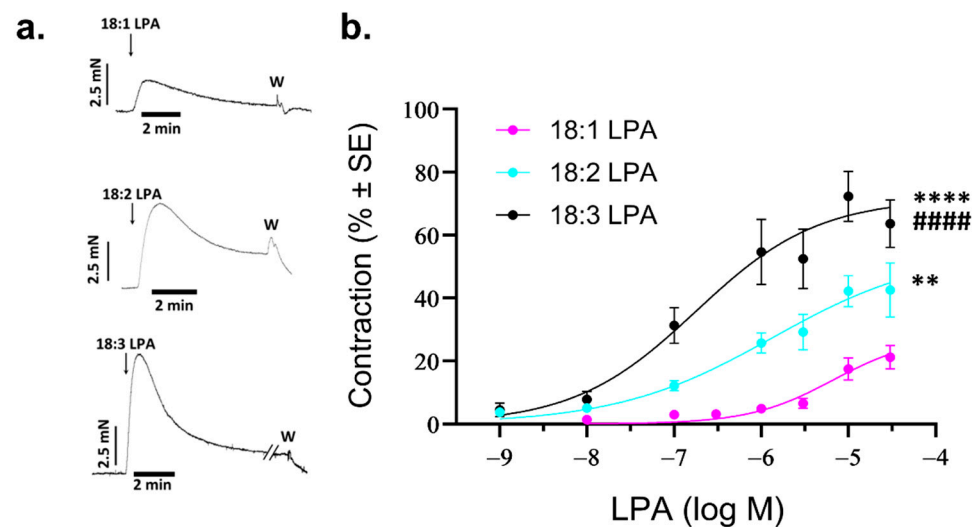 a.
18:1 LPA
2.5 mN
W
2 min
18:2 LPA
2.5 mN
W
2 min
18:3 LPA
2.5 mN
W
2 min
b.
Contraction (% ± SE)
100
80
60
40
20
0
18:1 LPA
18:2 LPA
18:3 LPA
****
####
**
–9 –8 –7 –6 –5 –4
LPA (log M)